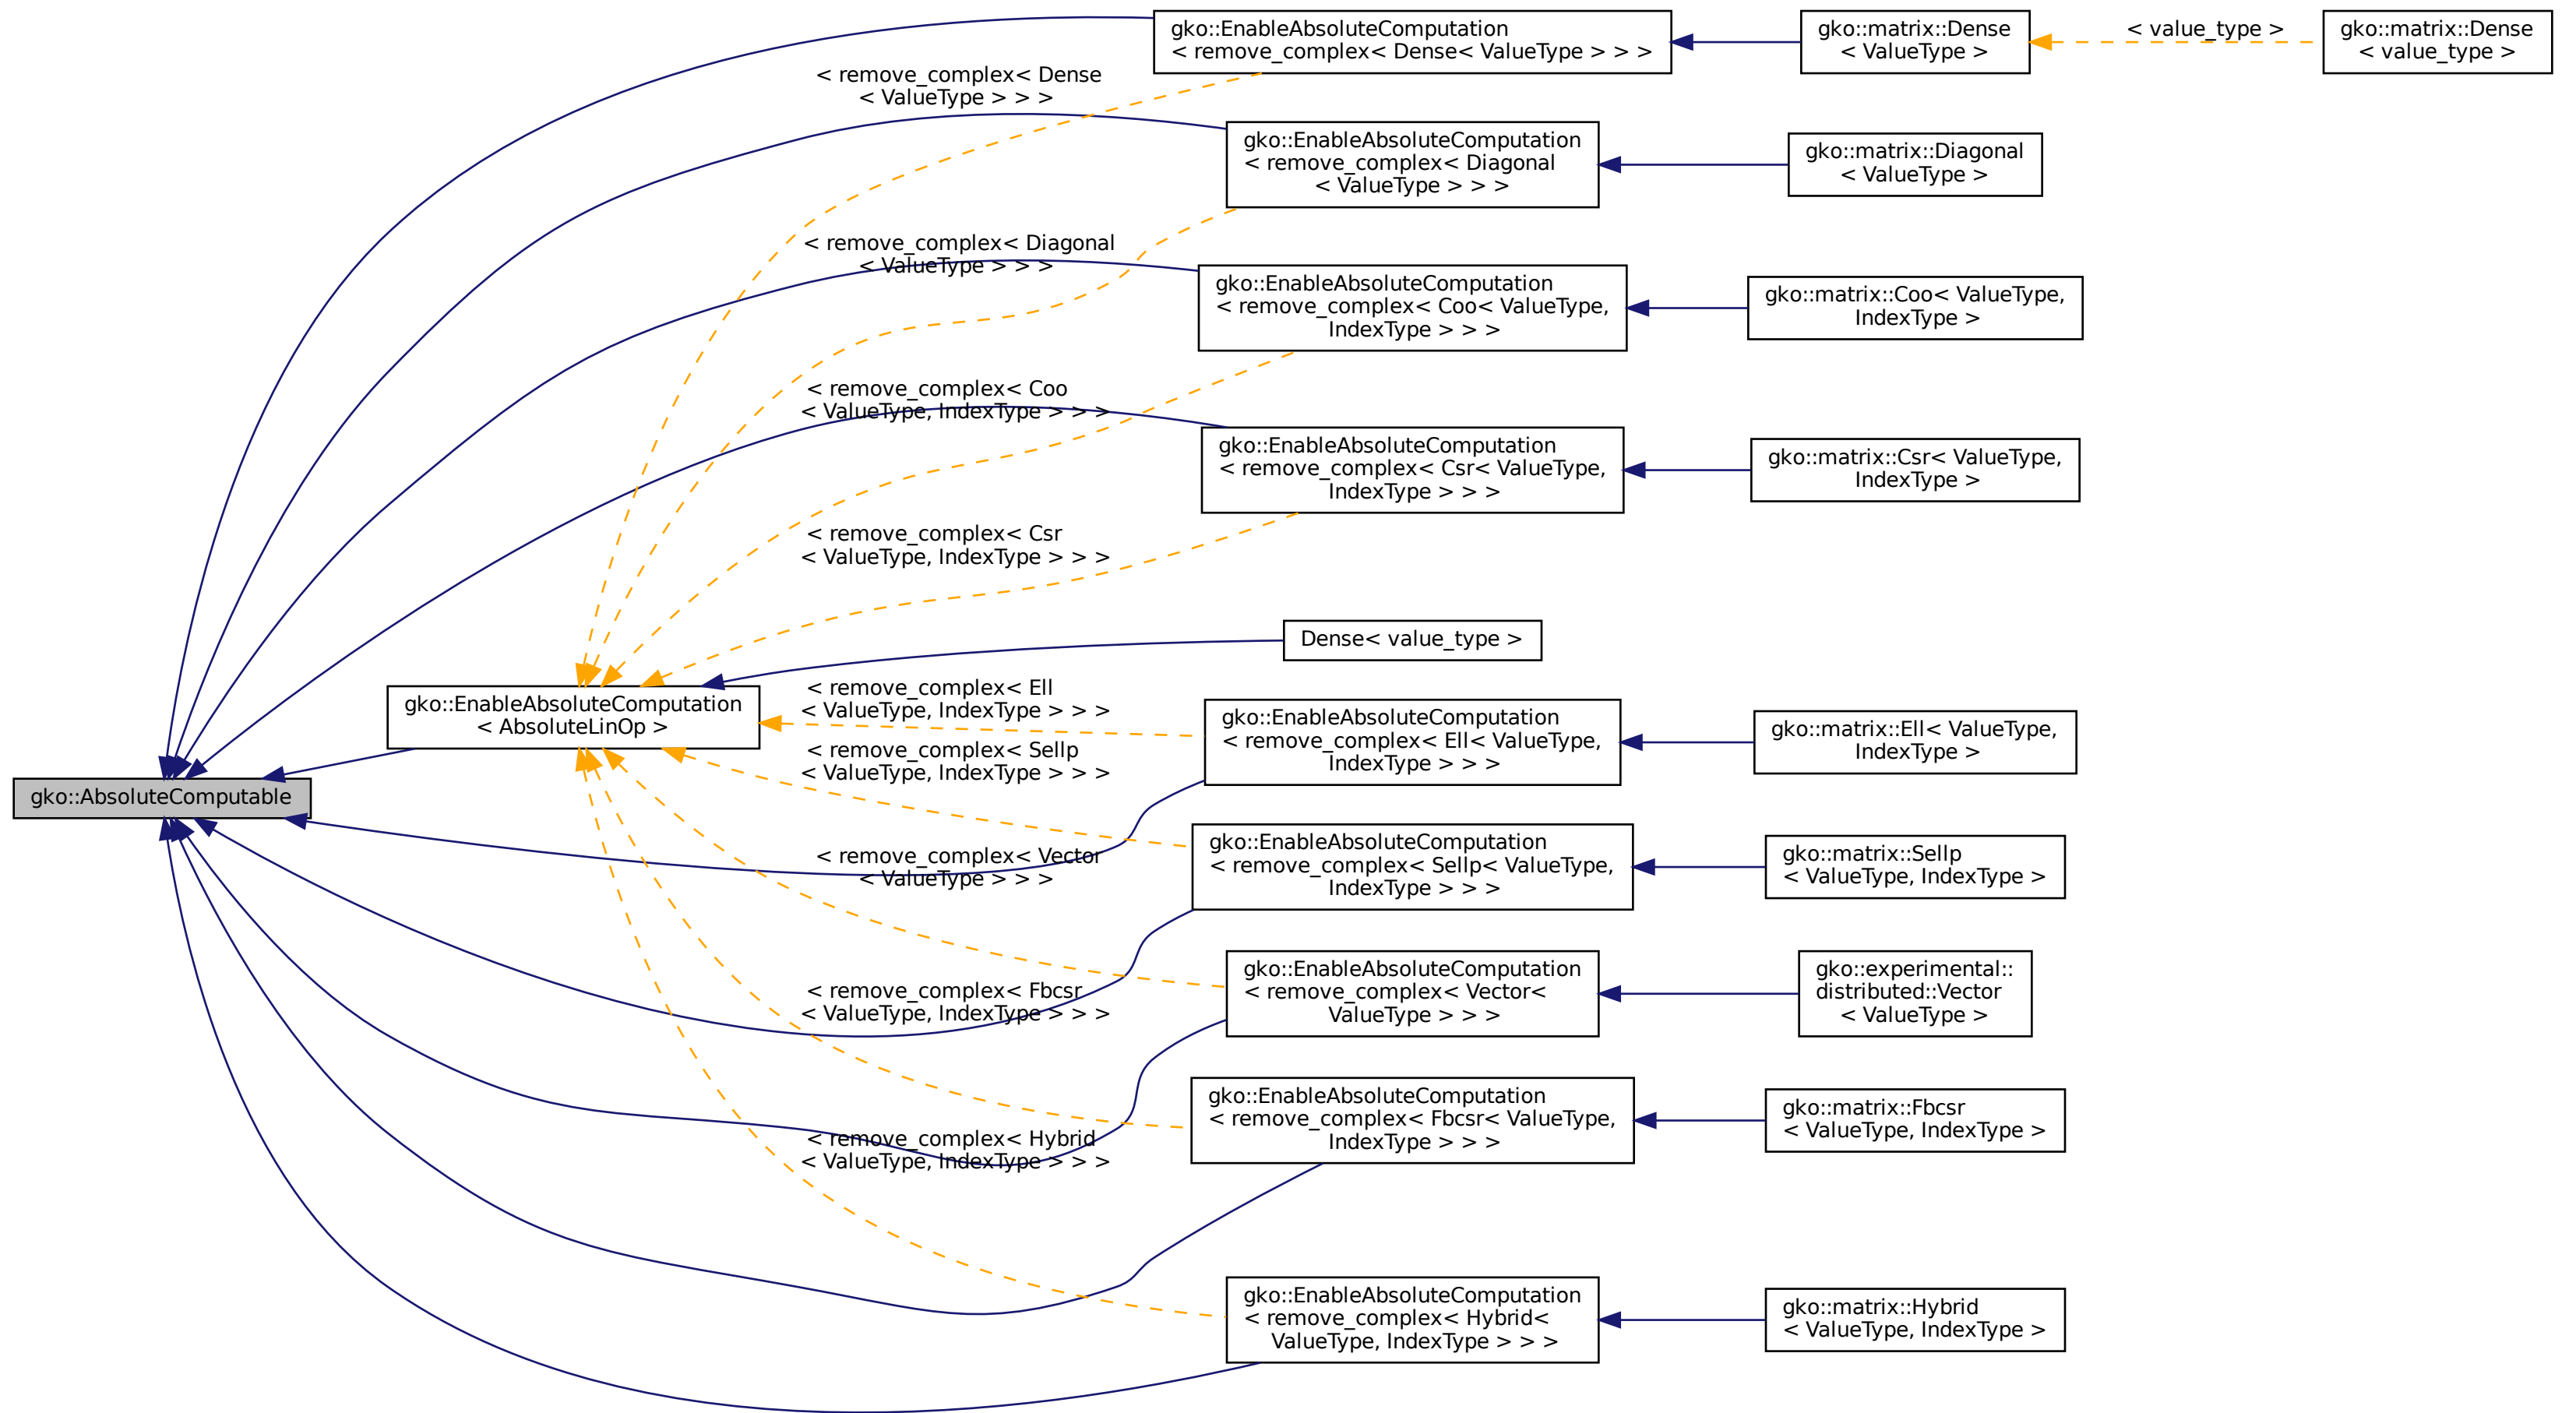 gko::AbsoluteComputable
gko::EnableAbsoluteComputation
< AbsoluteLinOp >
< remove_complex< Dense
< ValueType > > >
< remove_complex< Diagonal
< ValueType > > >
< remove_complex< Coo
< ValueType, IndexType > > >
< remove_complex< Csr
< ValueType, IndexType > > >
< remove_complex< Ell
< ValueType, IndexType > > >
< remove_complex< Sellp
< ValueType, IndexType > > >
< remove_complex< Vector
< ValueType > > >
< remove_complex< Fbcsr
< ValueType, IndexType > > >
< remove_complex< Hybrid
< ValueType, IndexType > > >
gko::EnableAbsoluteComputation
< remove_complex< Dense< ValueType > > >
gko::EnableAbsoluteComputation
< remove_complex< Diagonal
< ValueType > > >
gko::EnableAbsoluteComputation
< remove_complex< Coo< ValueType,
IndexType > > >
gko::EnableAbsoluteComputation
< remove_complex< Csr< ValueType,
IndexType > > >
Dense< value_type >
gko::EnableAbsoluteComputation
< remove_complex< Ell< ValueType,
IndexType > > >
gko::EnableAbsoluteComputation
< remove_complex< Sellp< ValueType,
IndexType > > >
gko::EnableAbsoluteComputation
< remove_complex< Vector<
ValueType > > >
gko::EnableAbsoluteComputation
< remove_complex< Fbcsr< ValueType,
IndexType > > >
gko::EnableAbsoluteComputation
< remove_complex< Hybrid<
ValueType, IndexType > > >
gko::matrix::Dense
< ValueType >
gko::matrix::Diagonal
< ValueType >
gko::matrix::Coo< ValueType,
IndexType >
gko::matrix::Csr< ValueType,
IndexType >
gko::matrix::Ell< ValueType,
IndexType >
gko::matrix::Sellp
< ValueType, IndexType >
gko::experimental::
distributed::Vector
< ValueType >
gko::matrix::Fbcsr
< ValueType, IndexType >
gko::matrix::Hybrid
< ValueType, IndexType >
< value_type >
gko::matrix::Dense
< value_type >